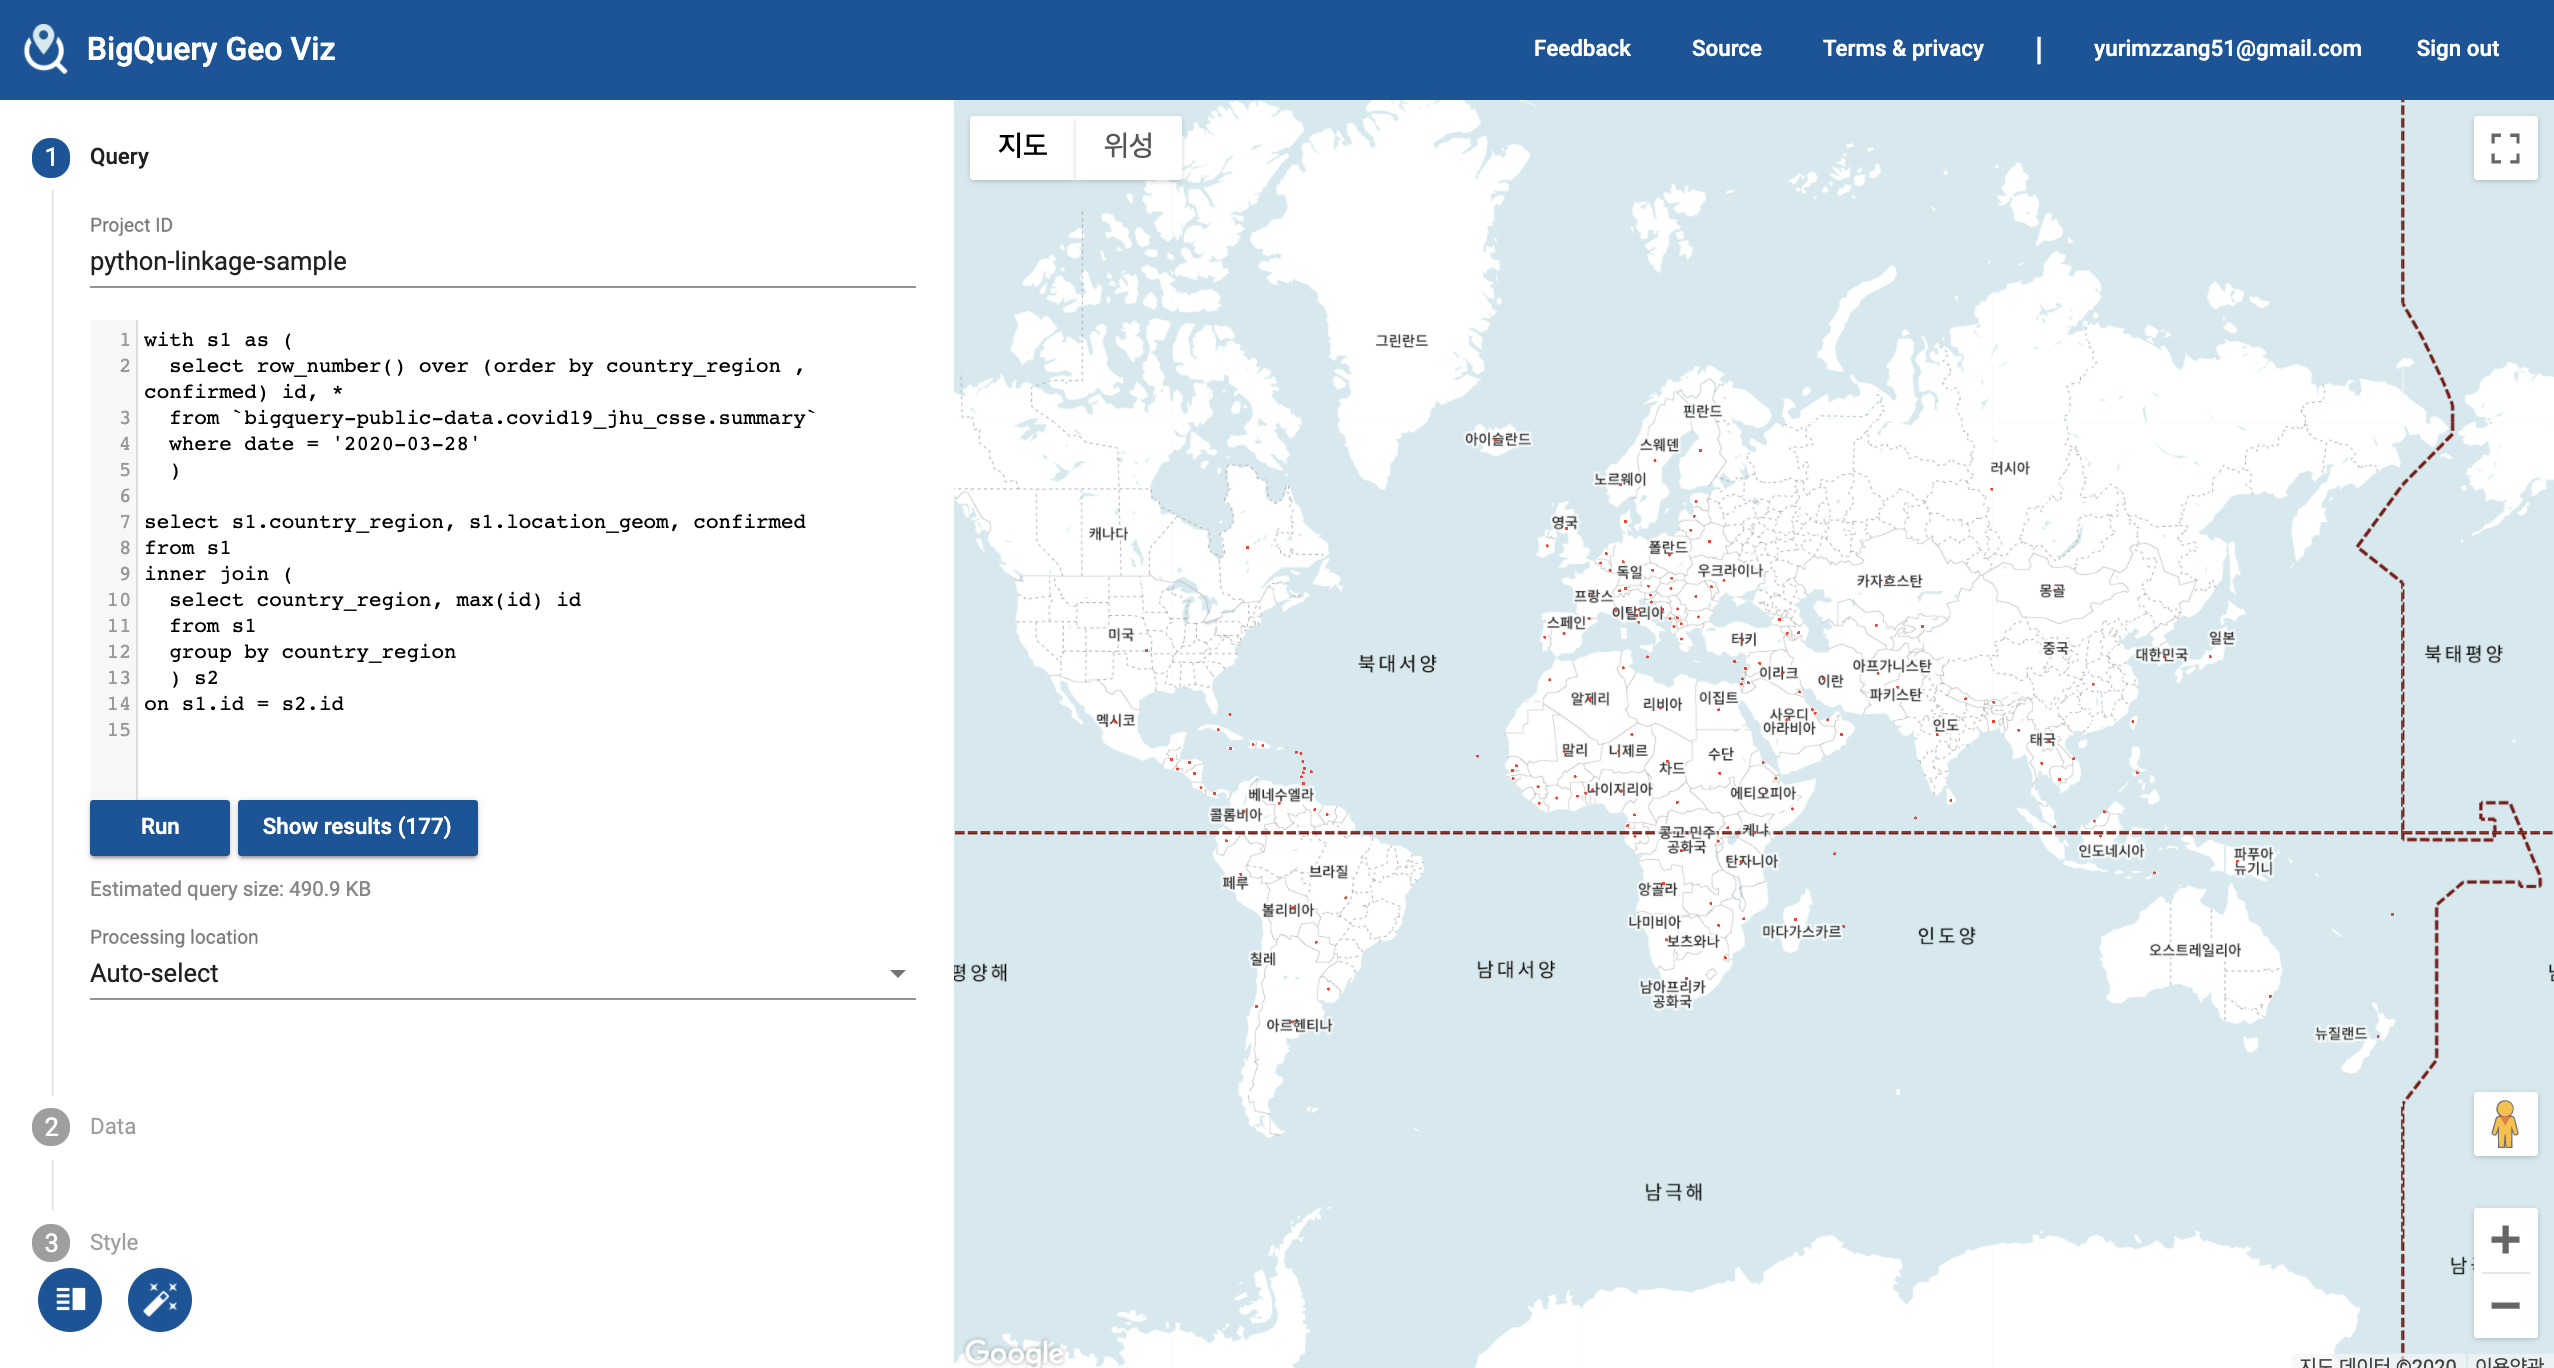 BigQuery Geo Viz
Feedback Source Terms & privacy | yurimzzang51@gmail.com Sign out
1 Query
Project ID
python-linkage-sample
1 with s1 as (
2 select row_number() over (order by country_region ,
confirmed) id, *
3 from `bigquery-public-data.covid19_jhu_csse.summary`
4 where date = '2020-03-28'
5 )
6
7 select s1.country_region, s1.location_geom, confirmed
8 from s1
9 inner join (
10 select country_region, max(id) id
11 from s1
12 group by country_region
13 ) s2
14 on s1.id = s2.id
15
Run Show results (177)
Estimated query size: 490.9 KB
Processing location
Auto-select
2 Data
3 Style
지도 위성
그린란드
핀란드
아이슬란드
스웨덴
러시아
노르웨이
영국
캐나다
폴란드
독일
우크라이나
카자흐스탄
몽골
프랑스
이탈리아
스페인
미국
터키
일본
중국
대한민국
북대서양
북태평양
아프가니스탄
이라크
이란
파키스탄
알제리
리비아
이집트
사우디
아라비아
인도
멕시코
태국
말리
니제르
수단
차드
나이지리아
에티오피아
베네수엘라
콜롬비아
콩고 민주
공화국
케냐
인도네시아
파푸아
뉴기니
탄자니아
브라질
페루
앙골라
볼리비아
나미비아
마다가스카르
보츠와나
인도양
오스트레일리아
칠레
남대서양
평양해
남아프리카
공화국
아르헨티나
뉴질랜드
남극해
Google
지도 데이터 ©2020 이용약관